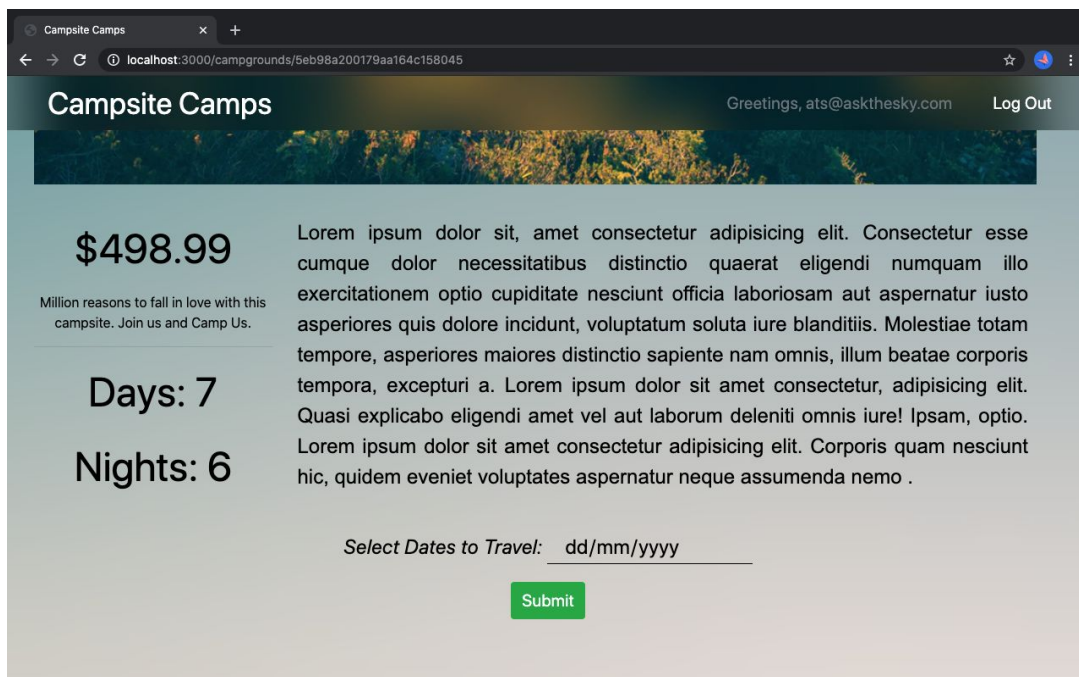 Campsite Camps
localhost:3000/campgrounds/5eb98a200179aa164c158045
Campsite Camps
Greetings, ats@askthesky.com
Log Out
$498.99
Million reasons to fall in love with this
campsite. Join us and Camp Us.
Days: 7
Nights: 6
Lorem ipsum dolor sit, amet consectetur adipisicing elit. Consectetur esse
cumque dolor necessitatibus distinctio quaerat eligendi numquam illo
exercitationem optio cupiditate nesciunt officia laboriosam aut aspernatur iusto
asperiores quis dolore incidunt, voluptatum soluta iure blanditiis. Molestiae totam
tempore, asperiores maiores distinctio sapiente nam omnis, illum beatae corporis
tempora, excepturi a. Lorem ipsum dolor sit amet consectetur, adipisicing elit.
Quasi explicabo eligendi amet vel aut laborum deleniti omnis iure! Ipsam, optio.
Lorem ipsum dolor sit amet consectetur adipisicing elit. Corporis quam nesciunt
hic, quidem eveniet voluptates aspernatur neque assumenda nemo .
Select Dates to Travel: dd/mm/yyyy
Submit